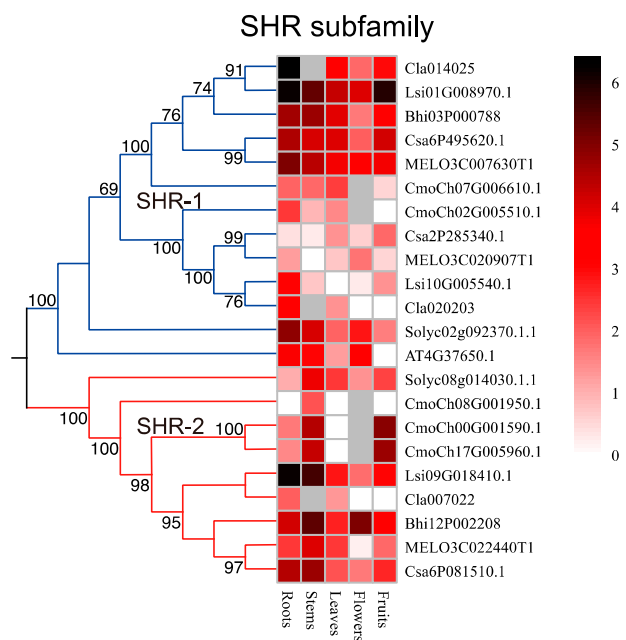 SHR subfamily
91
74
76
99
100
69
SHR-1
100
99
100
76
100
100
SHR-2
100
100
98
95
97
Cla014025
Lsi01G008970.1
Bhi03P000788
Csa6P495620.1
MELO3C007630T1
CmoCh07G006610.1
CmoCh02G005510.1
Csa2P285340.1
MELO3C020907T1
Lsi10G005540.1
Cla020203
Solyc02g092370.1.1
AT4G37650.1
Solyc08g014030.1.1
CmoCh08G001950.1
CmoCh00G001590.1
CmoCh17G005960.1
Lsi09G018410.1
Cla007022
Bhi12P002208
MELO3C022440T1
Csa6P081510.1
Roots
Stems
Leaves
Flowers
Fruits
6
5
4
3
2
1
0